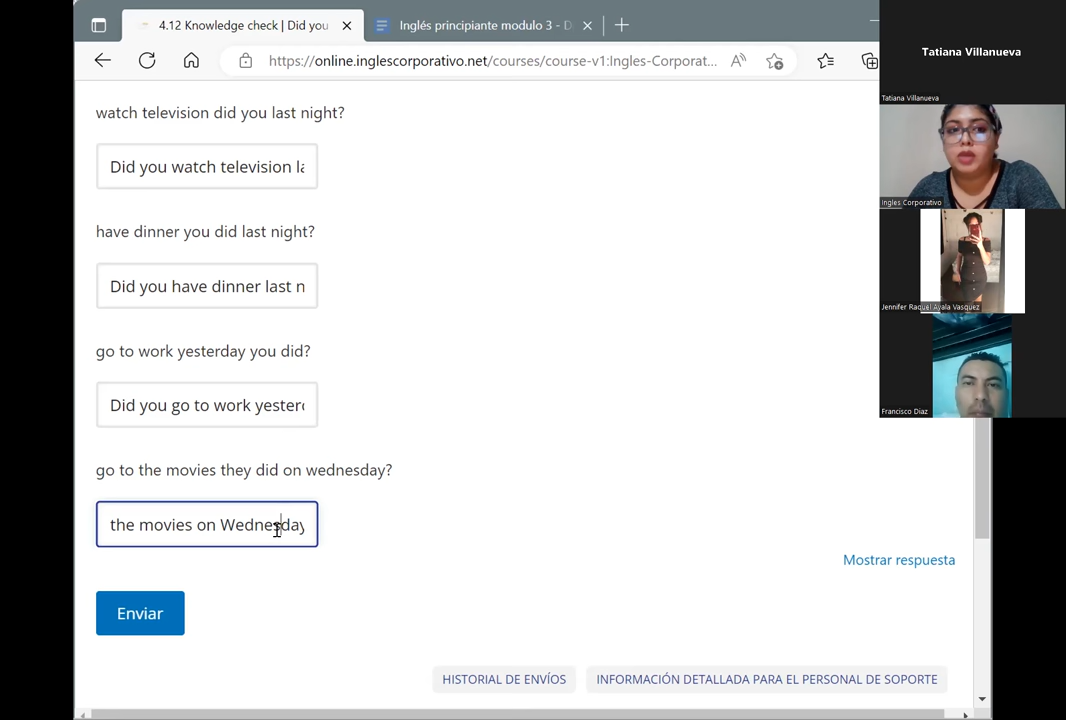 4.12 Knowledge check | Did you
Inglés principiante modulo 3 - D
https://online.inglescorporativo.net/courses/course-v1:Ingles-Corporat...
Tatiana Villanueva
Tatiana Villanueva
Ingles Corporativo
Jennifer Raquel Ayala Vasquez
Francisco Diaz
watch television did you last night?
Did you watch television la
have dinner you did last night?
Did you have dinner last n
go to work yesterday you did?
Did you go to work yester
go to the movies they did on wednesday?
the movies on Wednesday
Mostrar respuesta
Enviar
HISTORIAL DE ENVÍOS
INFORMACIÓN DETALLADA PARA EL PERSONAL DE SOPORTE